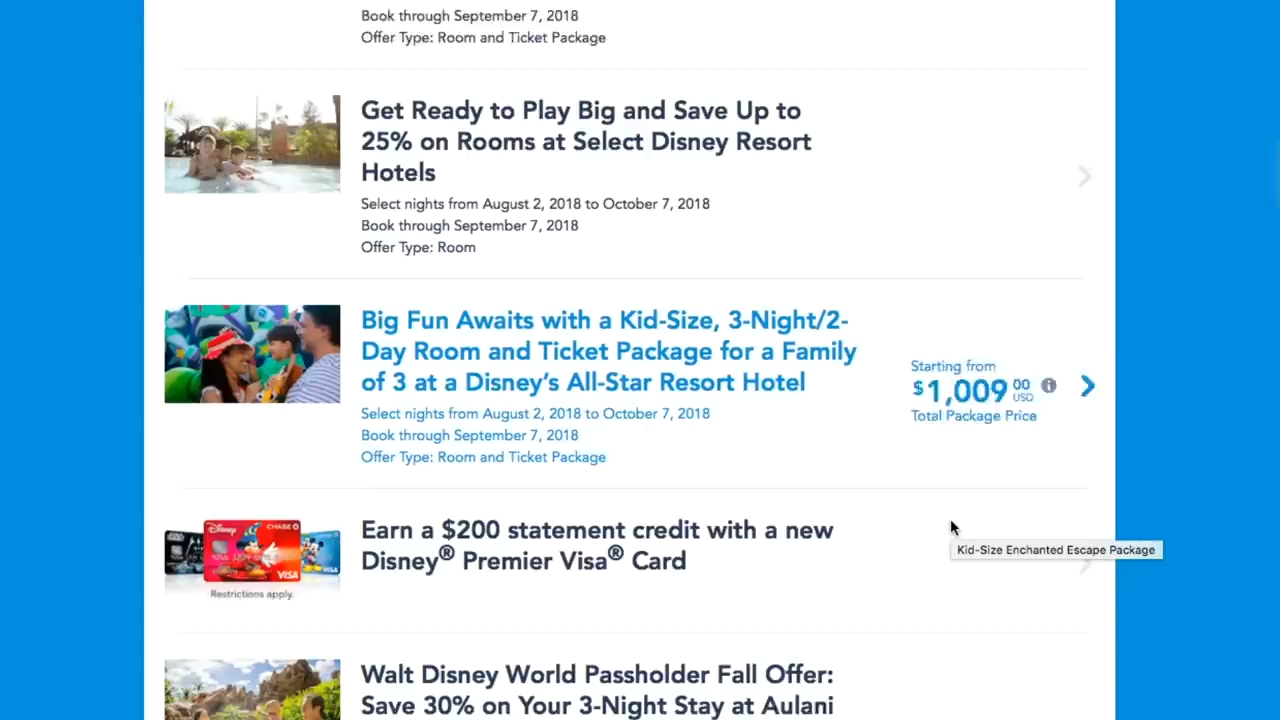 Book through September 7, 2018
Offer Type: Room and Ticket Package
Get Ready to Play Big and Save Up to
25% on Rooms at Select Disney Resort
Hotels
Select nights from August 2, 2018 to October 7, 2018
Book through September 7, 2018
Offer Type: Room
Big Fun Awaits with a Kid-Size, 3-Night/2-
Day Room and Ticket Package for a Family
of 3 at a Disney's All-Star Resort Hotel
Select nights from August 2, 2018 to October 7, 2018
Book through September 7, 2018
Offer Type: Room and Ticket Package
Starting from
$1,009 00 USD
Total Package Price
Disney CHASE
VISA
Restrictions apply.
Earn a $200 statement credit with a new
Disney® Premier Visa® Card
Kid-Size Enchanted Escape Package
Walt Disney World Passholder Fall Offer:
Save 30% on Your 3-Night Stay at Aulani